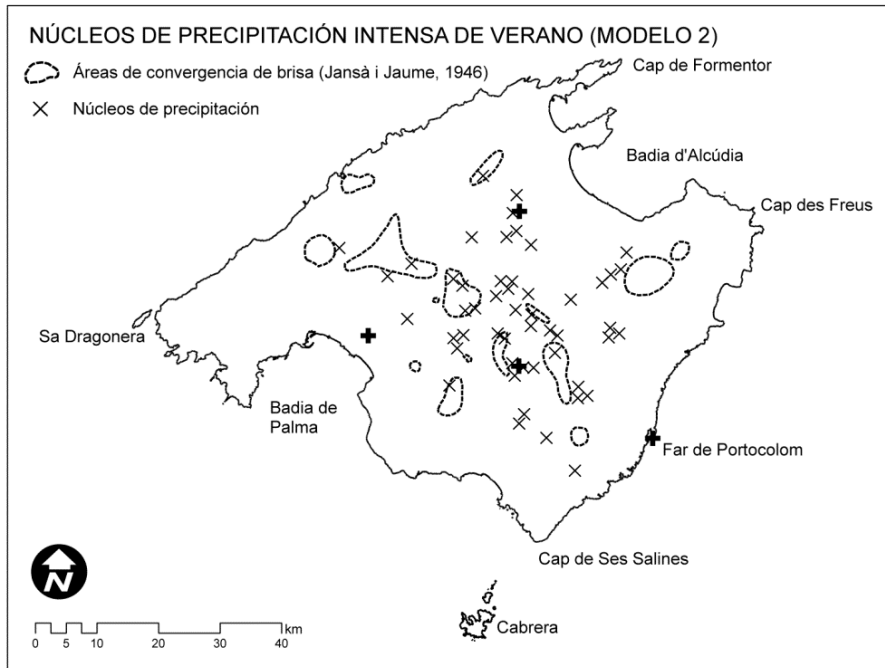 NÚCLEOS DE PRECIPITACIÓN INTENSA DE VERANO (MODELO 2)
Áreas de convergencia de brisa (Jansà i Jaume, 1946)
Núcleos de precipitación
Cap de Formentor
Badia d'Alcúdia
Cap des Freus
Sa Dragonera
Badia de
Palma
Far de Portocolom
Cap de Ses Salines
Cabrera
N
km
0 5 10 20 30 40